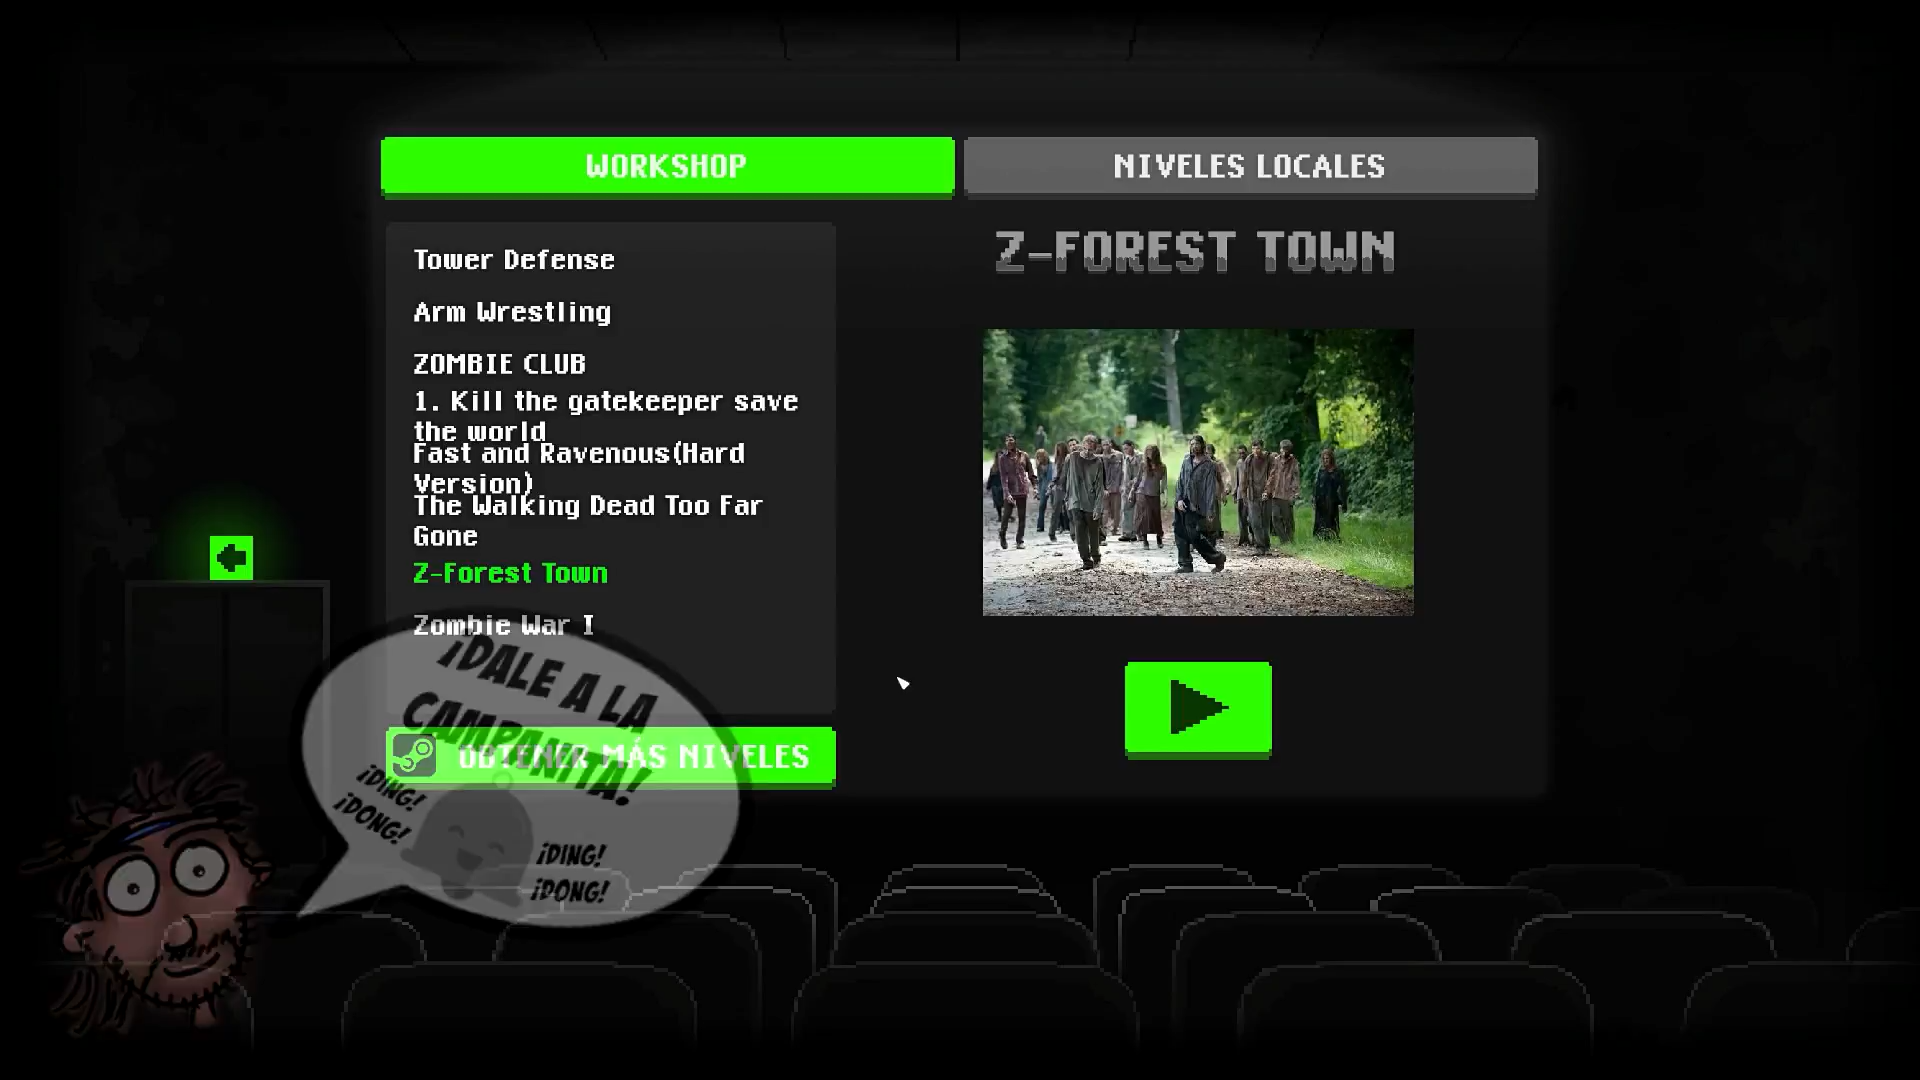 WORKSHOP
NIVELES LOCALES
Tower Defense
Arm Wrestling
ZOMBIE CLUB
1. Kill the gatekeeper save
the world
Fast and Ravenous(Hard
Version)
The Walking Dead Too Far
Gone
Z-Forest Town
Zombie War I
Z-FOREST TOWN
OBTENER MÁS NIVELES
¡DALE A LA
CAMPANITA!
¡DING!
¡DONG!
¡DING!
¡DONG!